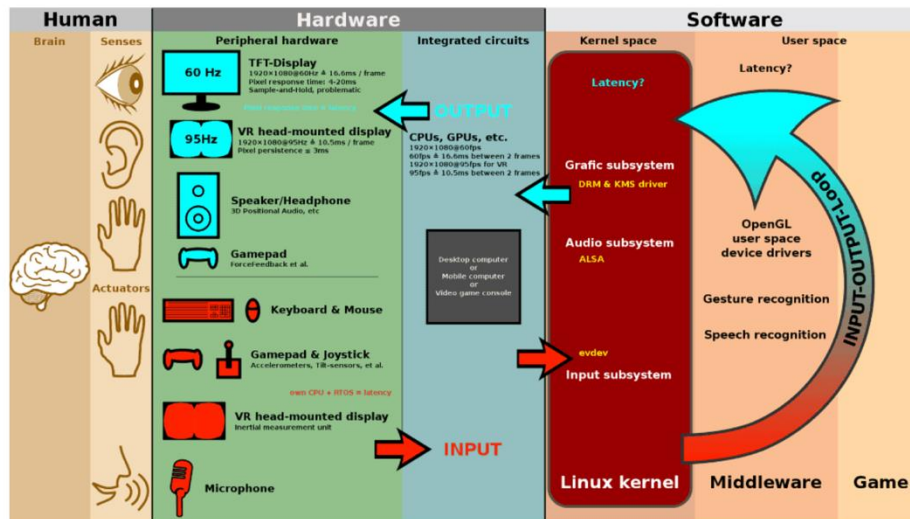 Human
Hardware
Software
Brain
Senses
Peripheral hardware
Integrated circuits
Kernel space
User space
60 Hz
TFT-Display
1920×1080@60Hz ≙ 16.6ms / frame
Pixel response time: 4-20ms
Sample-and-Hold, problematic
OUTPUT
Latency?
Latency?
95Hz
VR head-mounted display
1920×1080@95Hz ≙ 10.5ms / frame
Pixel persistence ≤ 3ms
CPUs, GPUs, etc.
1920×1080@60fps
60fps ≙ 16.6ms between 2 frames
1920×1080@95fps for VR
95fps ≙ 10.5ms between 2 frames
Grafic subsystem
DRM & KMS driver
Speaker/Headphone
3D Positional Audio, etc
Gamepad
ForceFeedback et al.
Desktop computer
or
Mobile computer
or
Video game console
Audio subsystem
ALSA
OpenGL
user space
device drivers
INPUT-OUTPUT-Loop
Actuators
Keyboard & Mouse
Gesture recognition
Speech recognition
Gamepad & Joystick
Accelerometers, Tilt-sensors, et al.
evdev
Input subsystem
own CPU + RTOS = latency
VR head-mounted display
Inertial measurement unit
INPUT
Microphone
Linux kernel
Middleware
Game